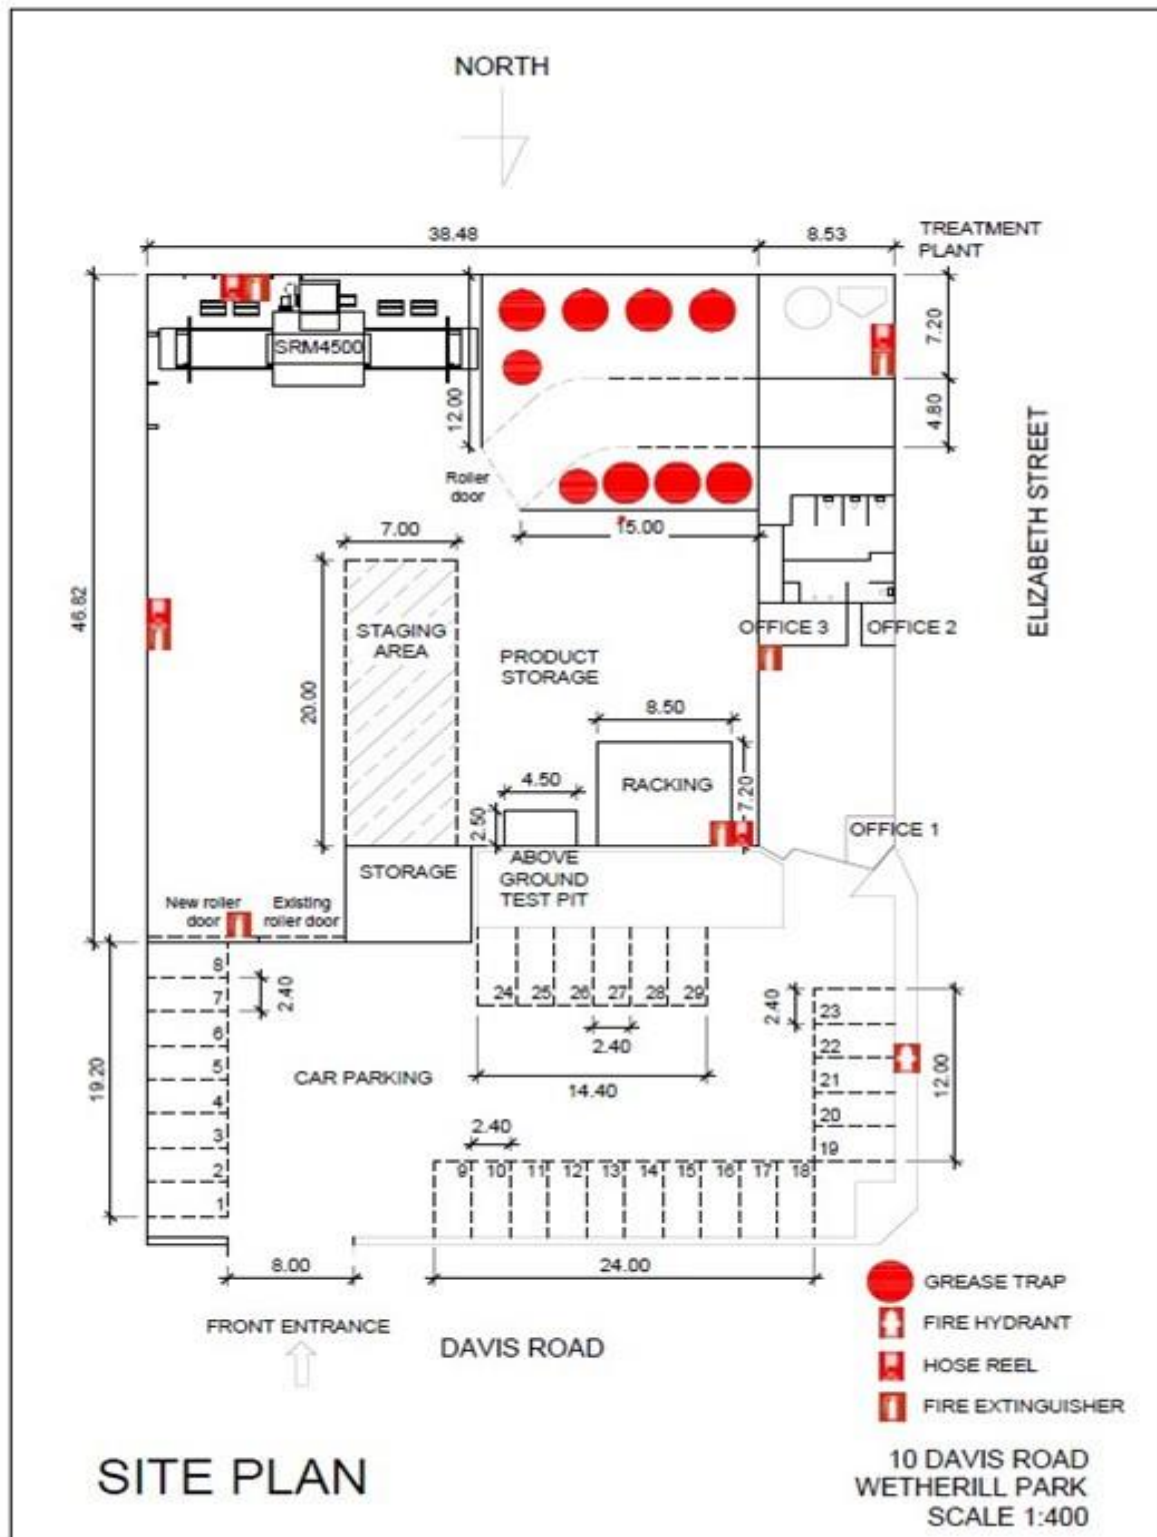 NORTH
38.48
8.53
TREATMENT
PLANT
SRM4500
7.20
12.00
4.80
Roller
door
ELIZABETH STREET
15.00
7.00
46.82
STAGING
AREA
20.00
PRODUCT
STORAGE
OFFICE 3
OFFICE 2
8.50
RACKING
7.20
4.50
2.50
OFFICE 1
STORAGE
ABOVE
GROUND
TEST PIT
New roller
door
Existing
roller door
8
7
6
5
4
3
2
1
2.40
19.20
24
25
26
27
28
29
2.40
14.40
CAR PARKING
2.40
23
22
21
20
19
12.00
2.40
9
10
11
12
13
14
15
16
17
18
8.00
24.00
FRONT ENTRANCE
DAVIS ROAD
GREASE TRAP
FIRE HYDRANT
HOSE REEL
FIRE EXTINGUISHER
SITE PLAN
10 DAVIS ROAD
WETHERILL PARK
SCALE 1:400